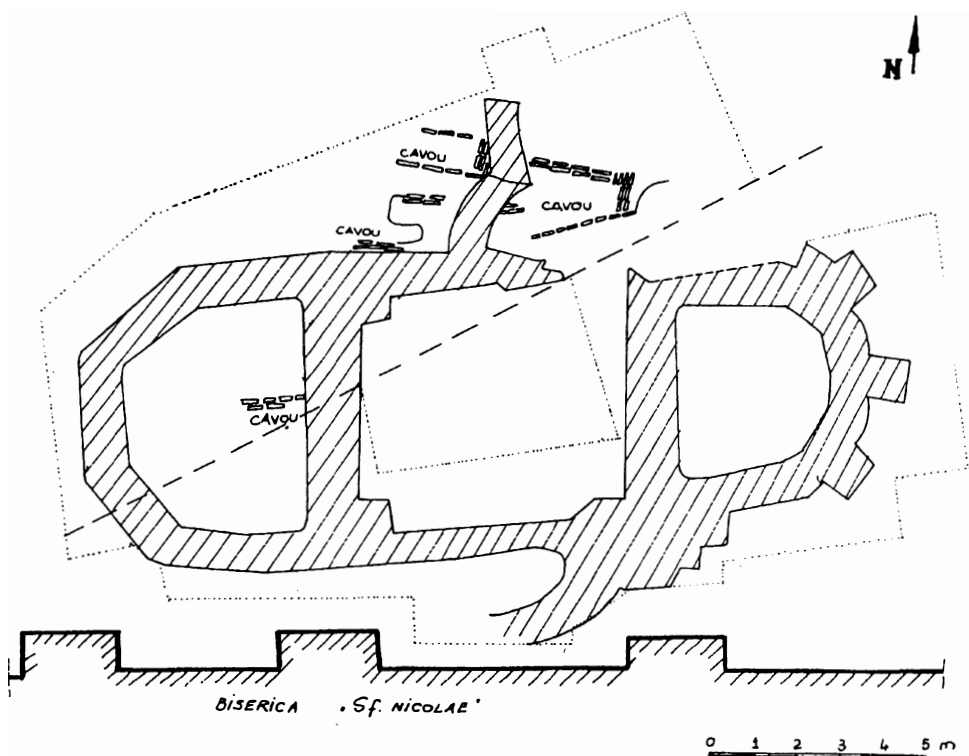 N
CAVOU
CAVOU
CAVOU
CAVOU
BISERICA "Sf. NICOLAE"
0 1 2 3 4 5 m